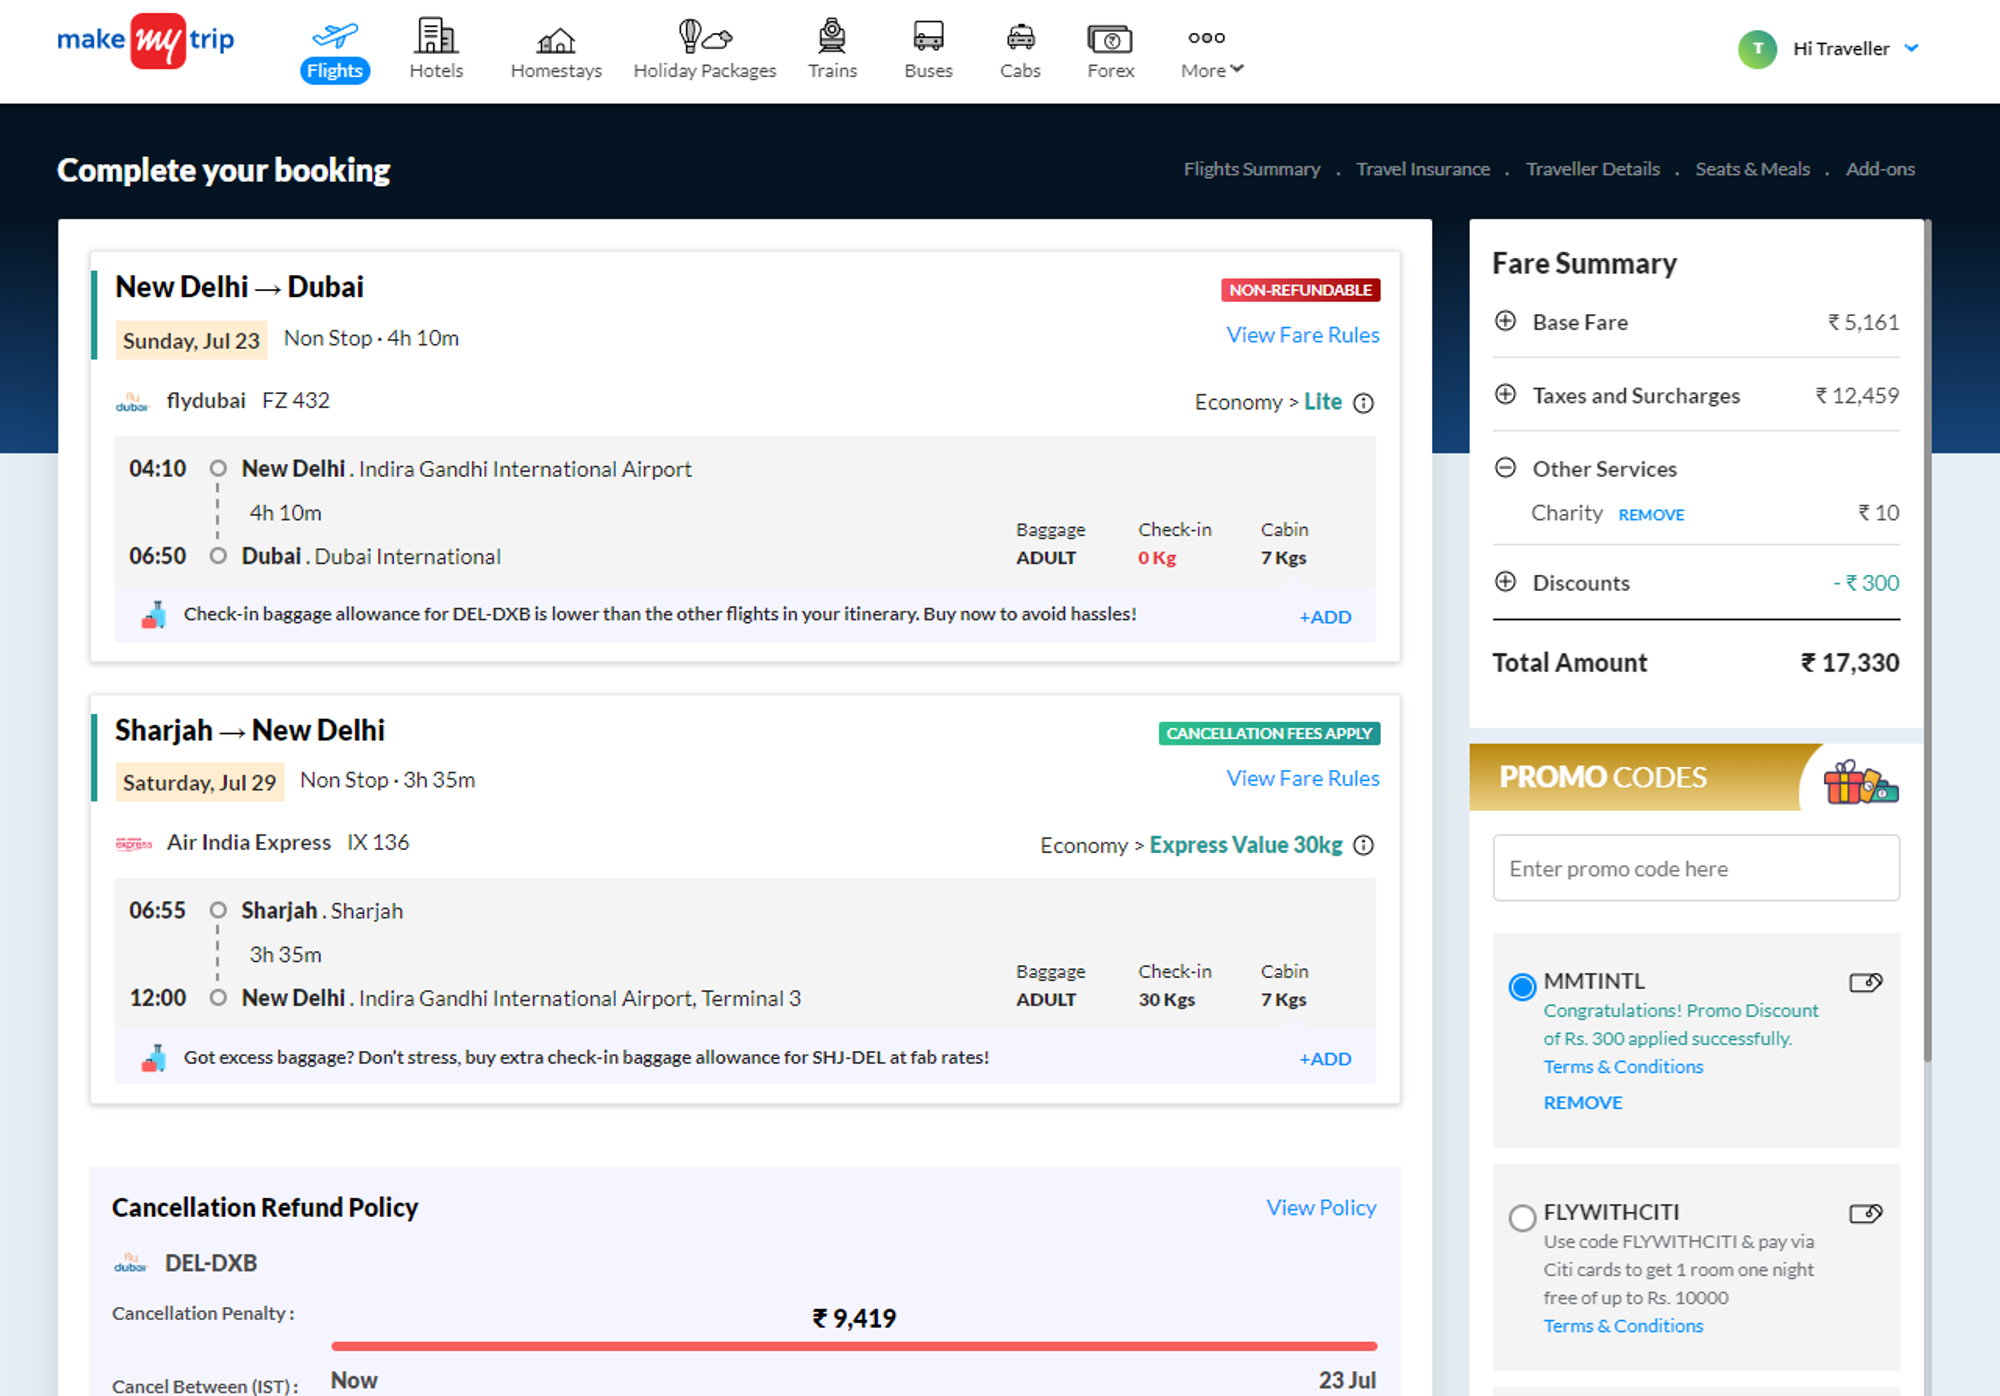 make my trip
Flights
Hotels
Homestays
Holiday Packages
Trains
Buses
Cabs
Forex
More
T
Hi Traveller
Complete your booking
Flights Summary . Travel Insurance . Traveller Details . Seats & Meals . Add-ons
New Delhi → Dubai
NON-REFUNDABLE
Sunday, Jul 23
Non Stop · 4h 10m
View Fare Rules
fly dubai
flydubai FZ 432
Economy > Lite
04:10 New Delhi . Indira Gandhi International Airport
4h 10m
06:50 Dubai . Dubai International
Baggage Check-in Cabin
ADULT 0 Kg 7 Kgs
Check-in baggage allowance for DEL-DXB is lower than the other flights in your itinerary. Buy now to avoid hassles!
+ADD
Sharjah → New Delhi
CANCELLATION FEES APPLY
Saturday, Jul 29
Non Stop · 3h 35m
View Fare Rules
express
Air India Express IX 136
Economy > Express Value 30kg
06:55 Sharjah . Sharjah
3h 35m
12:00 New Delhi . Indira Gandhi International Airport, Terminal 3
Baggage Check-in Cabin
ADULT 30 Kgs 7 Kgs
Got excess baggage? Don't stress, buy extra check-in baggage allowance for SHJ-DEL at fab rates!
+ADD
Cancellation Refund Policy
View Policy
fly dubai
DEL-DXB
Cancellation Penalty :
₹ 9,419
Cancel Between (IST) :
Now
23 Jul
Fare Summary
Base Fare ₹ 5,161
Taxes and Surcharges ₹ 12,459
Other Services
Charity REMOVE ₹ 10
Discounts - ₹ 300
Total Amount ₹ 17,330
PROMO CODES
Enter promo code here
MMTINTL
Congratulations! Promo Discount
of Rs. 300 applied successfully.
Terms & Conditions
REMOVE
FLYWITHCITI
Use code FLYWITHCITI & pay via
Citi cards to get 1 room one night
free of up to Rs. 10000
Terms & Conditions